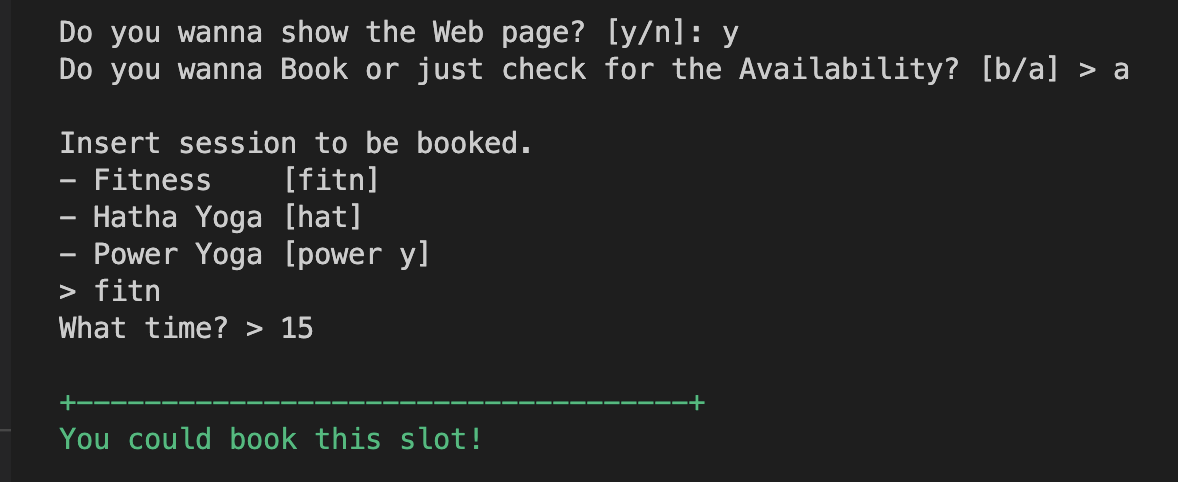 Do you wanna show the Web page? [y/n]: y
Do you wanna Book or just check for the Availability? [b/a] > a
Insert session to be booked.
– Fitness    [fitn]
– Hatha Yoga [hat]
– Power Yoga [power y]
> fitn
What time? > 15
+————————————————————————————————————+
You could book this slot!